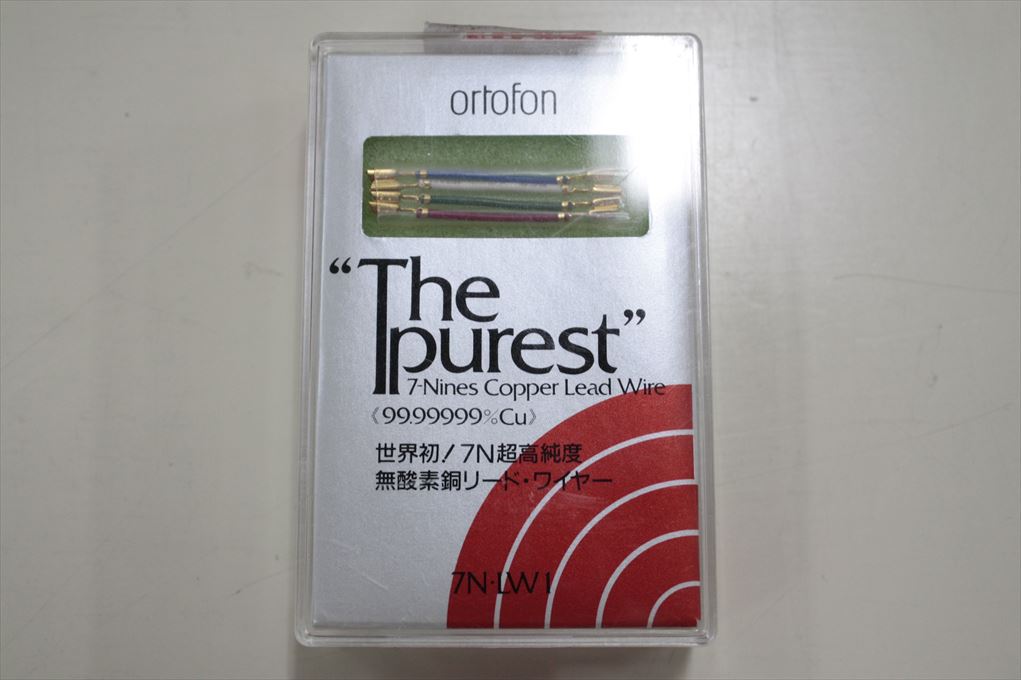 ortofon
“The
purest”
7-Nines Copper Lead Wire
《99.99999%Cu》
世界初!7N超高純度
無酸素銅リード・ワイヤー
7N·LW1